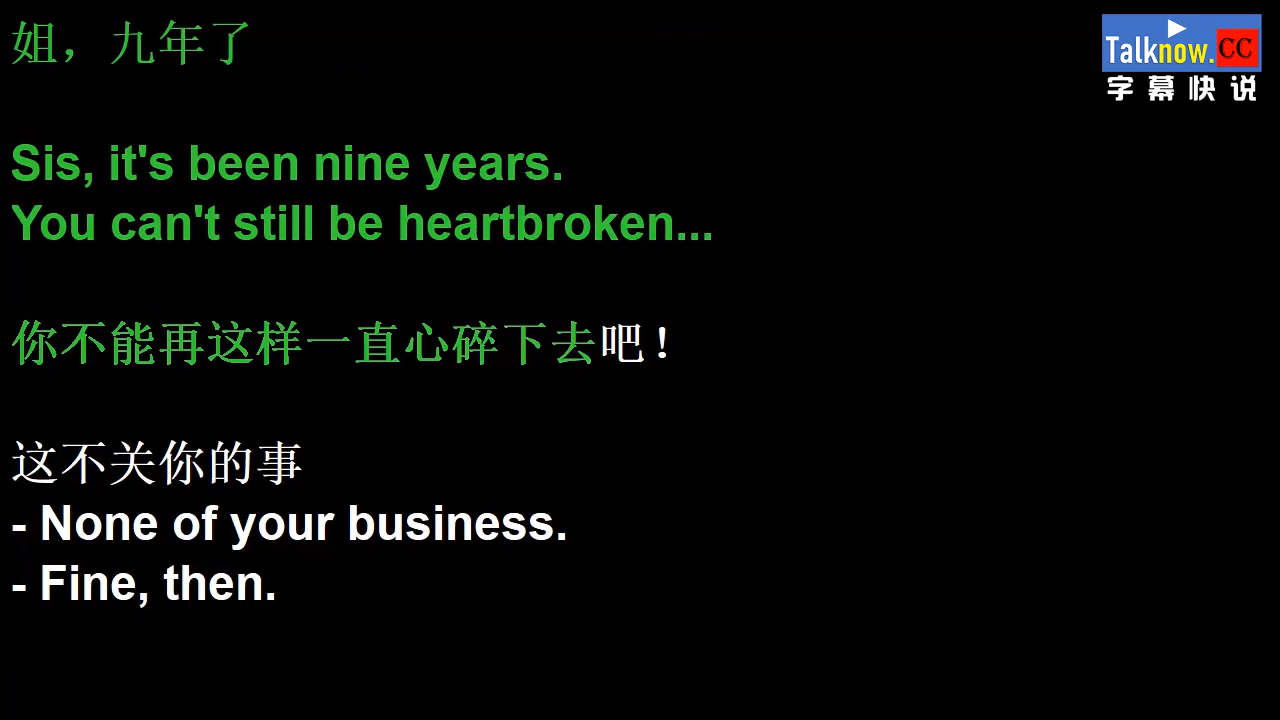 姐，九年了
Talknow.CC
字幕快说
Sis, it's been nine years.
You can't still be heartbroken...
你不能再这样一直心碎下去吧！
这不关你的事
- None of your business.
- Fine, then.